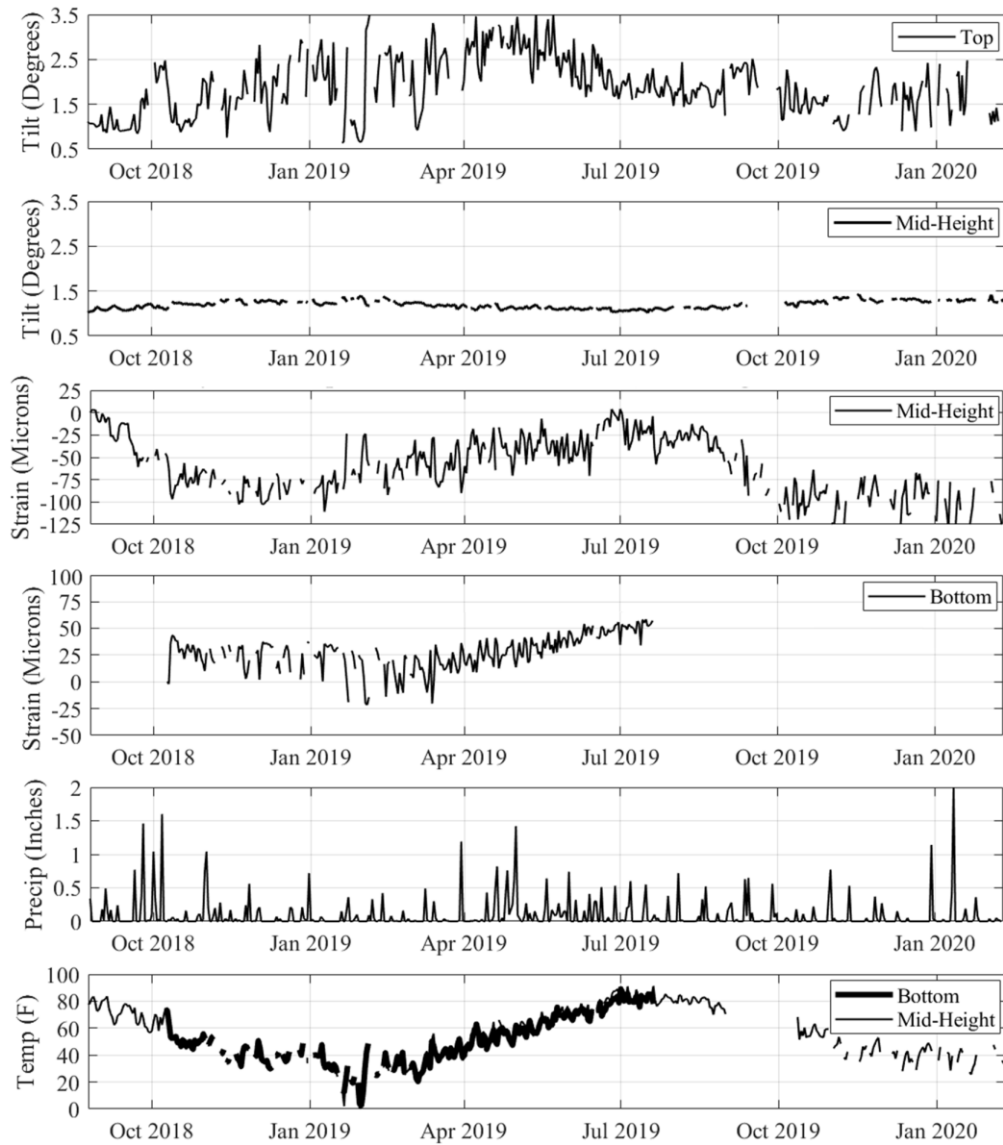 3.5
2.5
1.5
0.5
Tilt (Degrees)
Top
Oct 2018 Jan 2019 Apr 2019 Jul 2019 Oct 2019 Jan 2020
3.5
2.5
1.5
0.5
Tilt (Degrees)
Mid-Height
Oct 2018 Jan 2019 Apr 2019 Jul 2019 Oct 2019 Jan 2020
25
0
-25
-50
-75
-100
-125
Strain (Microns)
Mid-Height
Oct 2018 Jan 2019 Apr 2019 Jul 2019 Oct 2019 Jan 2020
100
75
50
25
0
-25
-50
Strain (Microns)
Bottom
Oct 2018 Jan 2019 Apr 2019 Jul 2019 Oct 2019 Jan 2020
2
1.5
1
0.5
0
Precip (Inches)
Oct 2018 Jan 2019 Apr 2019 Jul 2019 Oct 2019 Jan 2020
100
80
60
40
20
0
Temp (F)
Bottom
Mid-Height
Oct 2018 Jan 2019 Apr 2019 Jul 2019 Oct 2019 Jan 2020